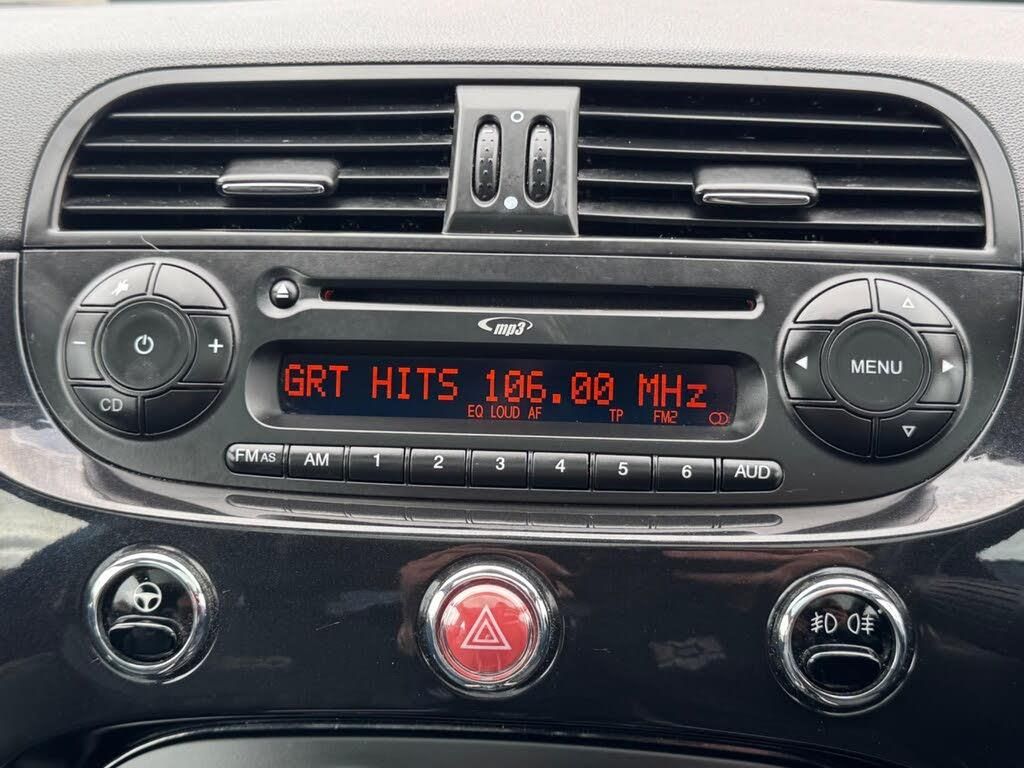 mp3
GRT HITS 106.00 MHz
EQ LOUD AF TP FM2
CD
MENU
FM AS AM 1 2 3 4 5 6 AUD